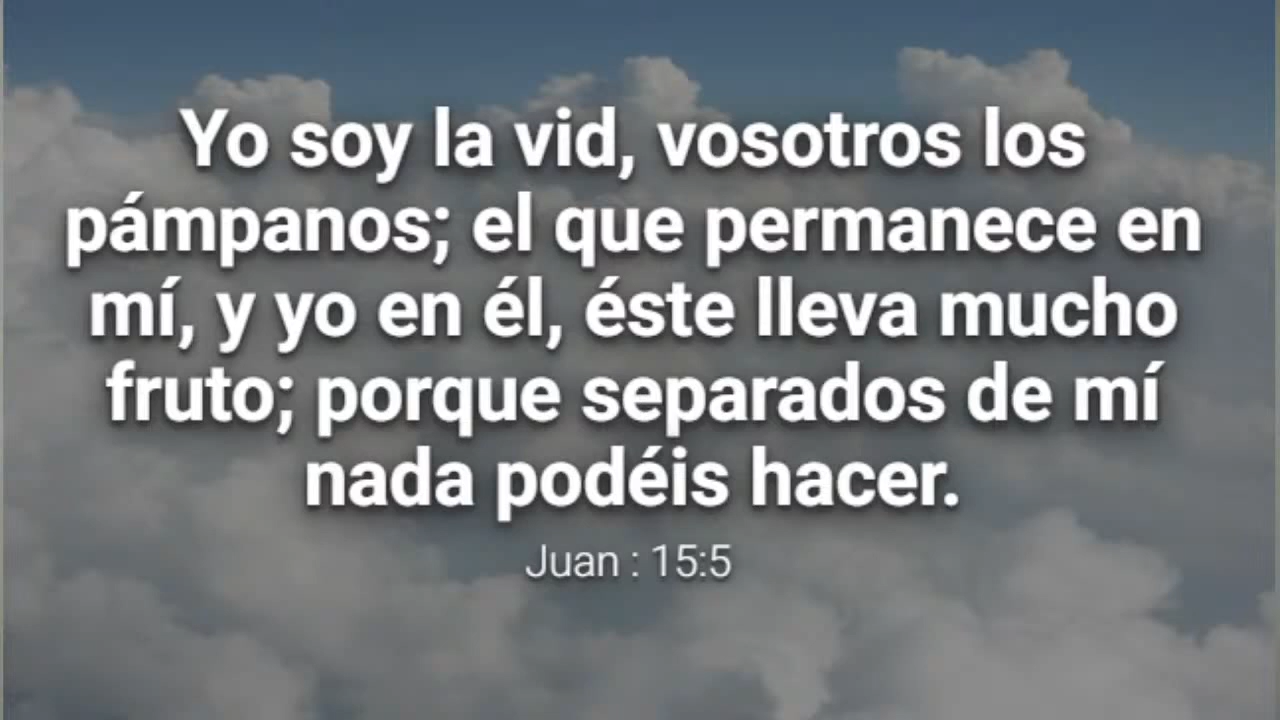 Yo soy la vid, vosotros los
pámpanos; el que permanece en
mí, y yo en él, éste lleva mucho
fruto; porque separados de mí
nada podéis hacer.
Juan : 15:5